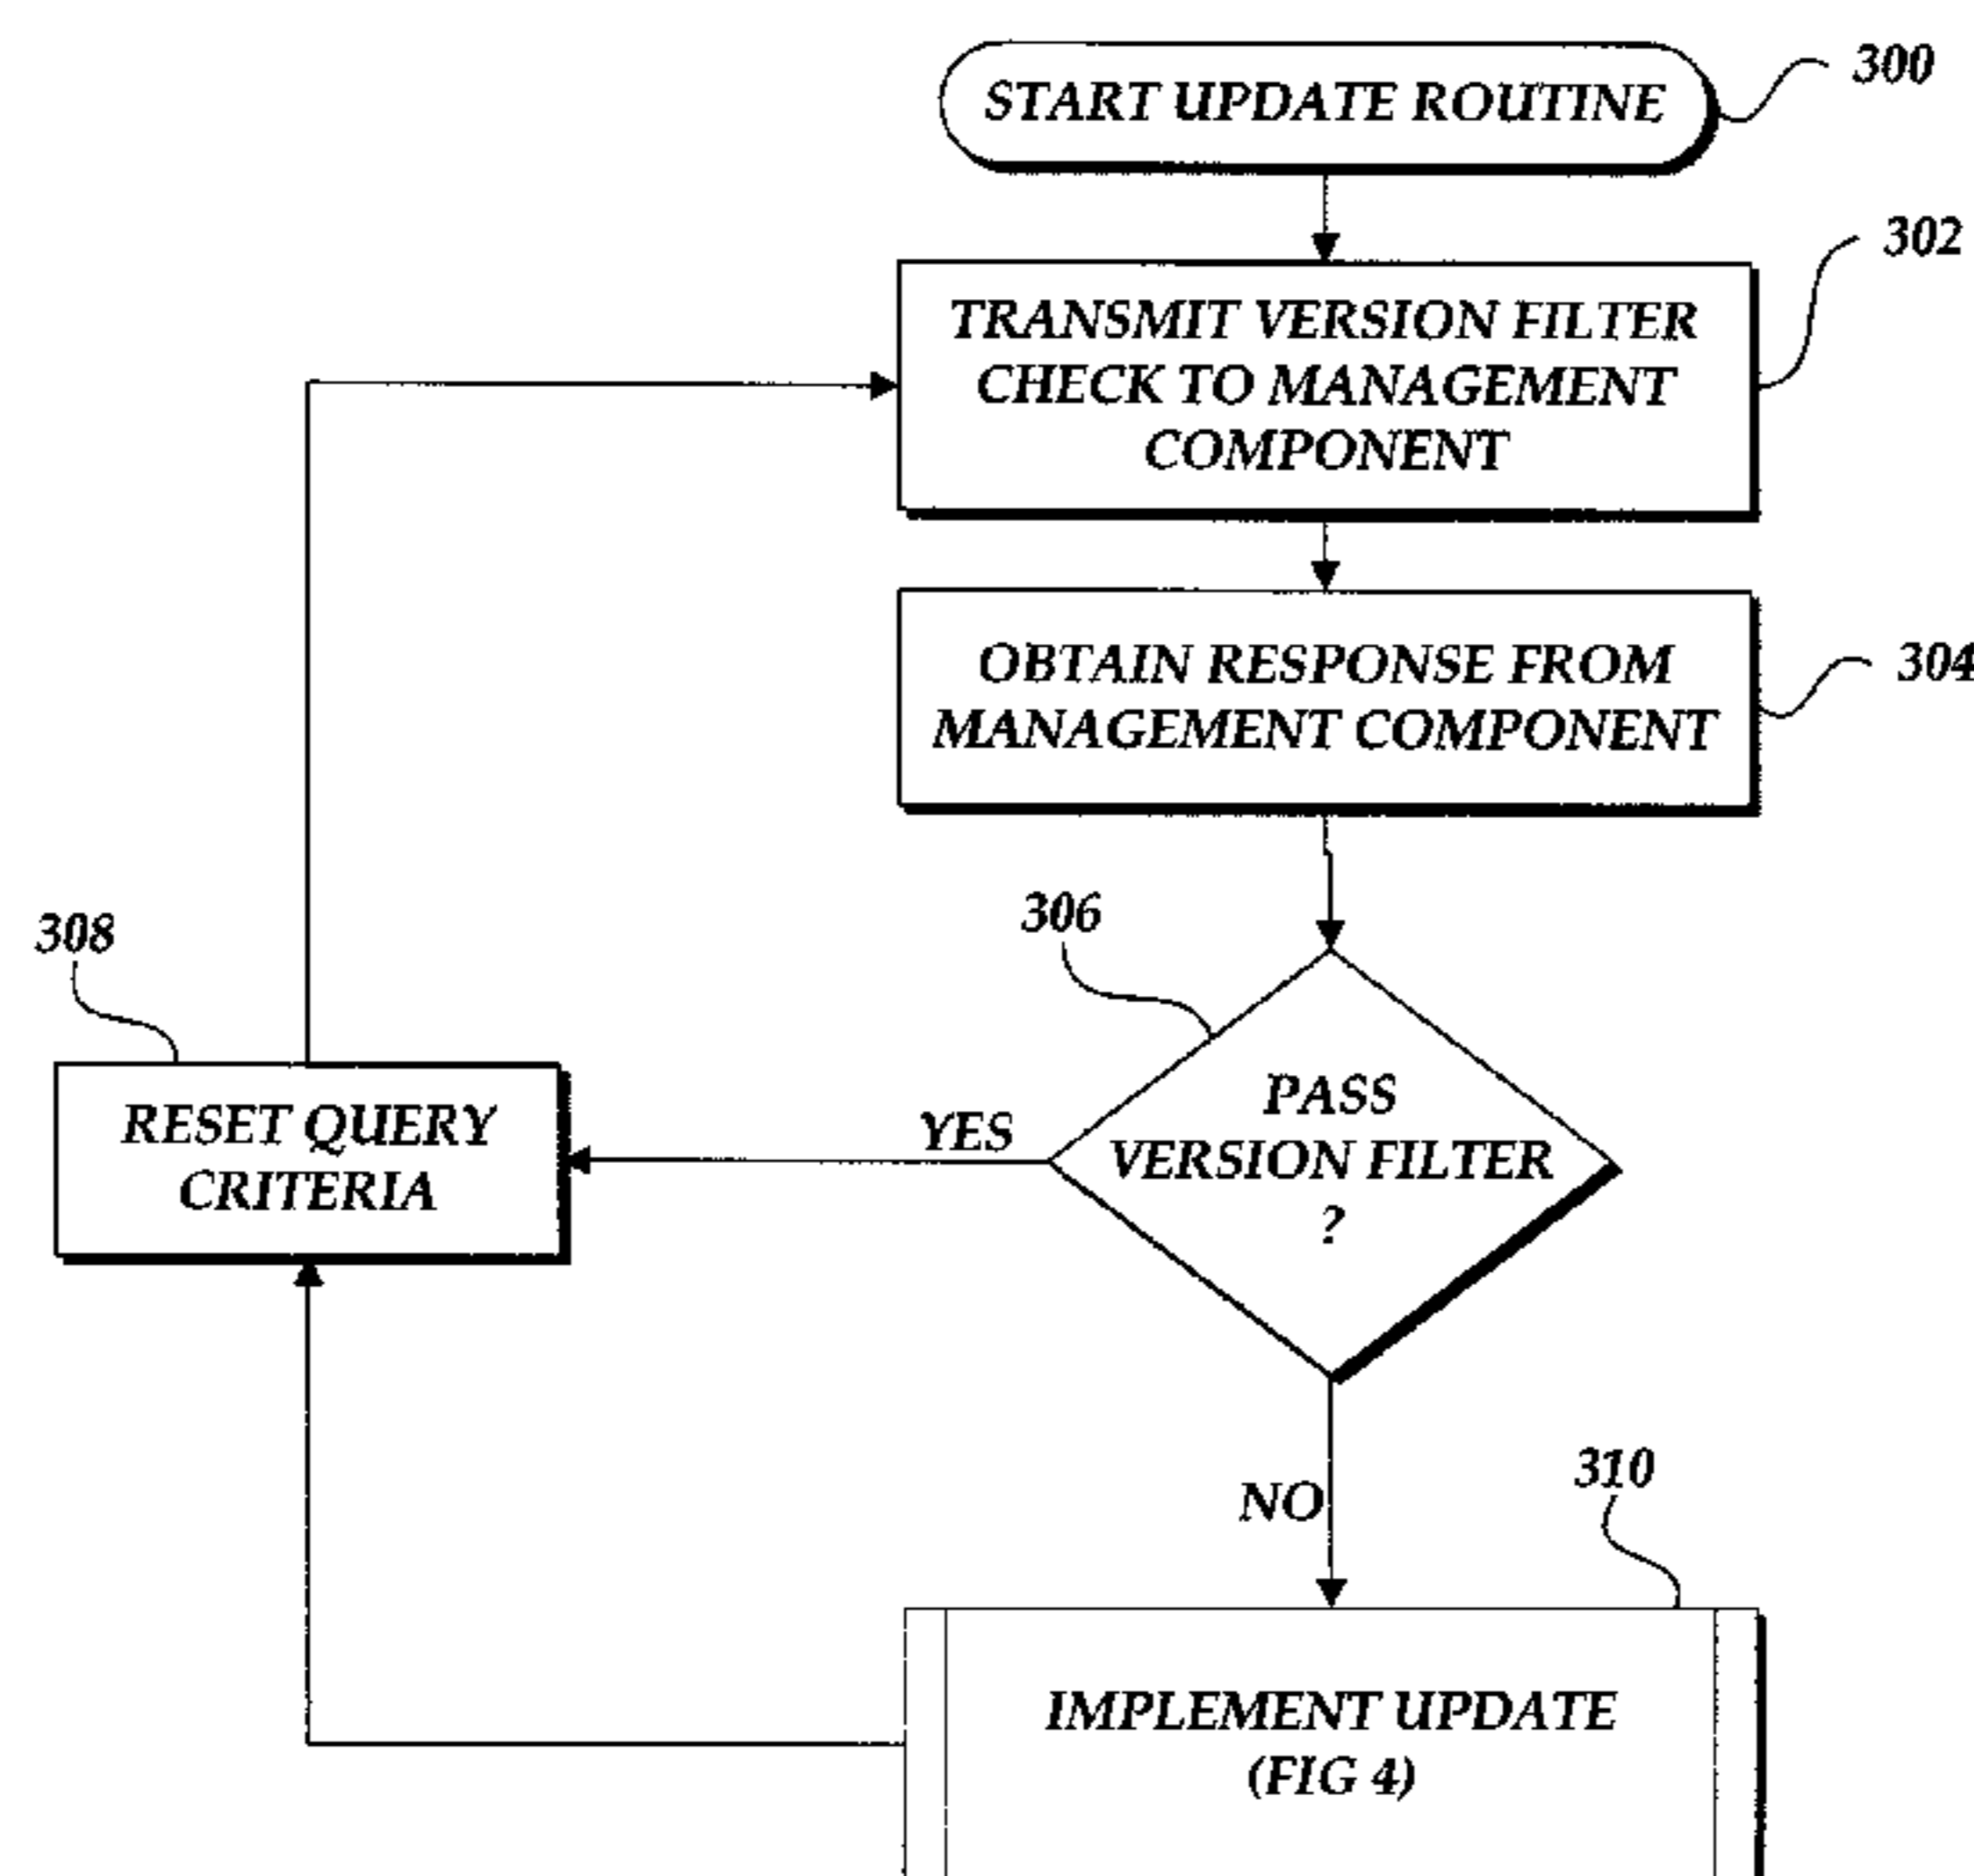 START UPDATE ROUTINE
300
302
TRANSMIT VERSION FILTER
CHECK TO MANAGEMENT
COMPONENT
OBTAIN RESPONSE FROM
MANAGEMENT COMPONENT
304
306
308
PASS
VERSION FILTER
?
YES
RESET QUERY
CRITERIA
NO
310
IMPLEMENT UPDATE
(FIG 4)